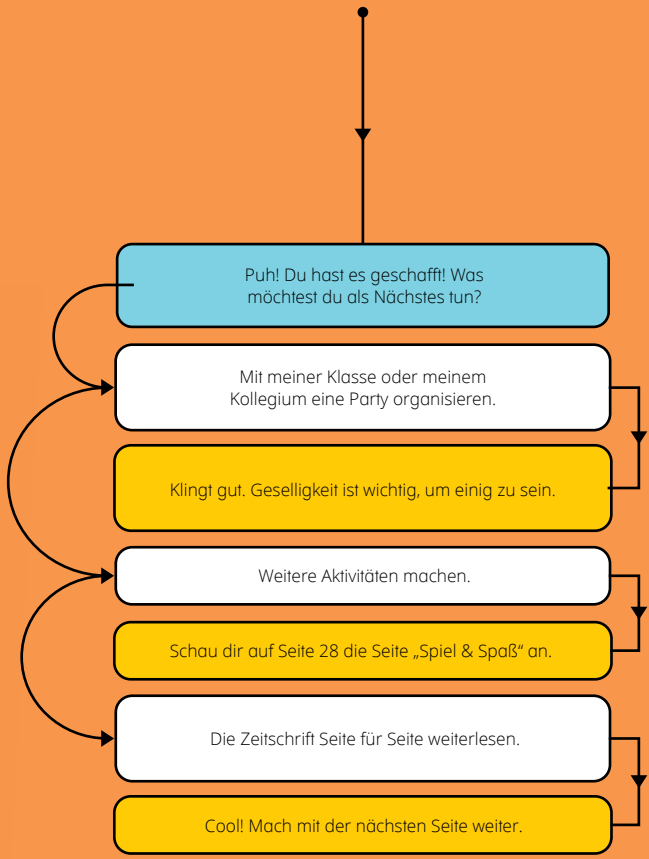 Puh! Du hast es geschafft! Was
möchtest du als Nächstes tun?
Mit meiner Klasse oder meinem
Kollegium eine Party organisieren.
Klingt gut. Geselligkeit ist wichtig, um einig zu sein.
Weitere Aktivitäten machen.
Schau dir auf Seite 28 die Seite „Spiel & Spaß“ an.
Die Zeitschrift Seite für Seite weiterlesen.
Cool! Mach mit der nächsten Seite weiter.